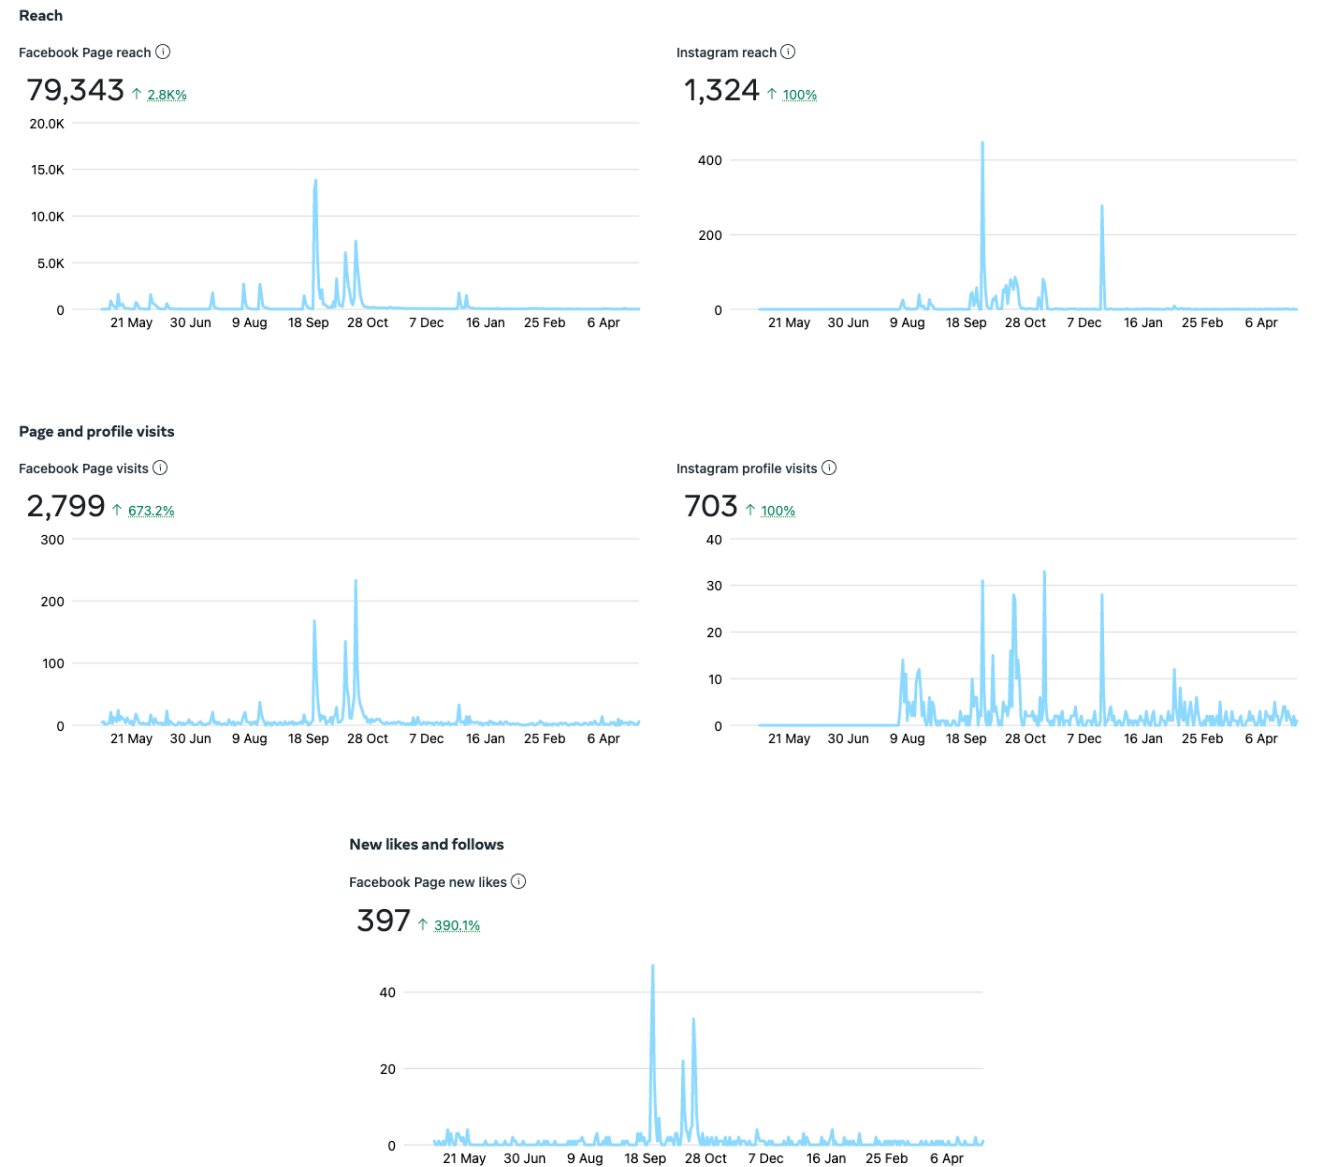 Reach
Facebook Page reach
79,343 ↑ 2.8K%
20.0K
15.0K
10.0K
5.0K
0
21 May 30 Jun 9 Aug 18 Sep 28 Oct 7 Dec 16 Jan 25 Feb 6 Apr
Instagram reach
1,324 ↑ 100%
400
200
0
21 May 30 Jun 9 Aug 18 Sep 28 Oct 7 Dec 16 Jan 25 Feb 6 Apr
Page and profile visits
Facebook Page visits
2,799 ↑ 673.2%
300
200
100
0
21 May 30 Jun 9 Aug 18 Sep 28 Oct 7 Dec 16 Jan 25 Feb 6 Apr
Instagram profile visits
703 ↑ 100%
40
30
20
10
0
21 May 30 Jun 9 Aug 18 Sep 28 Oct 7 Dec 16 Jan 25 Feb 6 Apr
New likes and follows
Facebook Page new likes
397 ↑ 390.1%
40
20
0
21 May 30 Jun 9 Aug 18 Sep 28 Oct 7 Dec 16 Jan 25 Feb 6 Apr